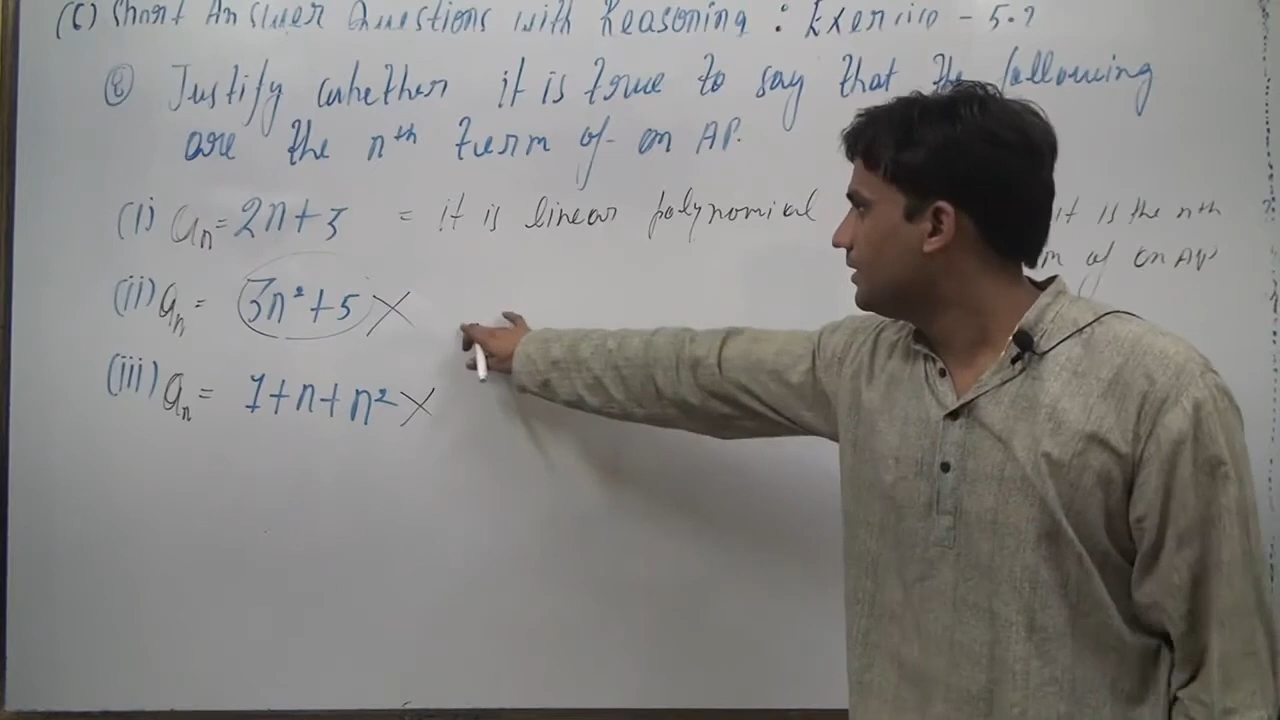 (C) Short Answer Questions with Reasoning : Exercise - 5.2
Q Justify whether it is true to say that the following
are the nth term of an AP.
(i) aₙ = 2n+3 = it is linear polynomial it is the nth
of an AP
(ii) aₙ = 3n²+5 ×
(iii) aₙ = 1+n+n² ×